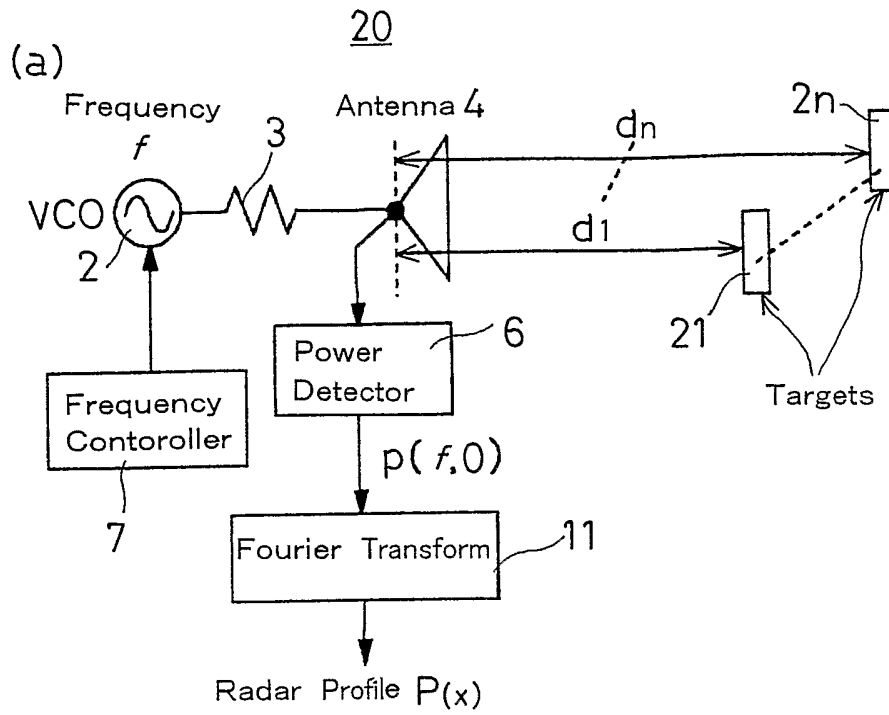 20
(a)
Frequency
f
Antenna 4
2n
3
dn
VCO
2
d1
21
6
Power
Detector
Targets
Frequency
Contoroller
p(f,0)
7
Fourier Transform
11
Radar Profile P(x)